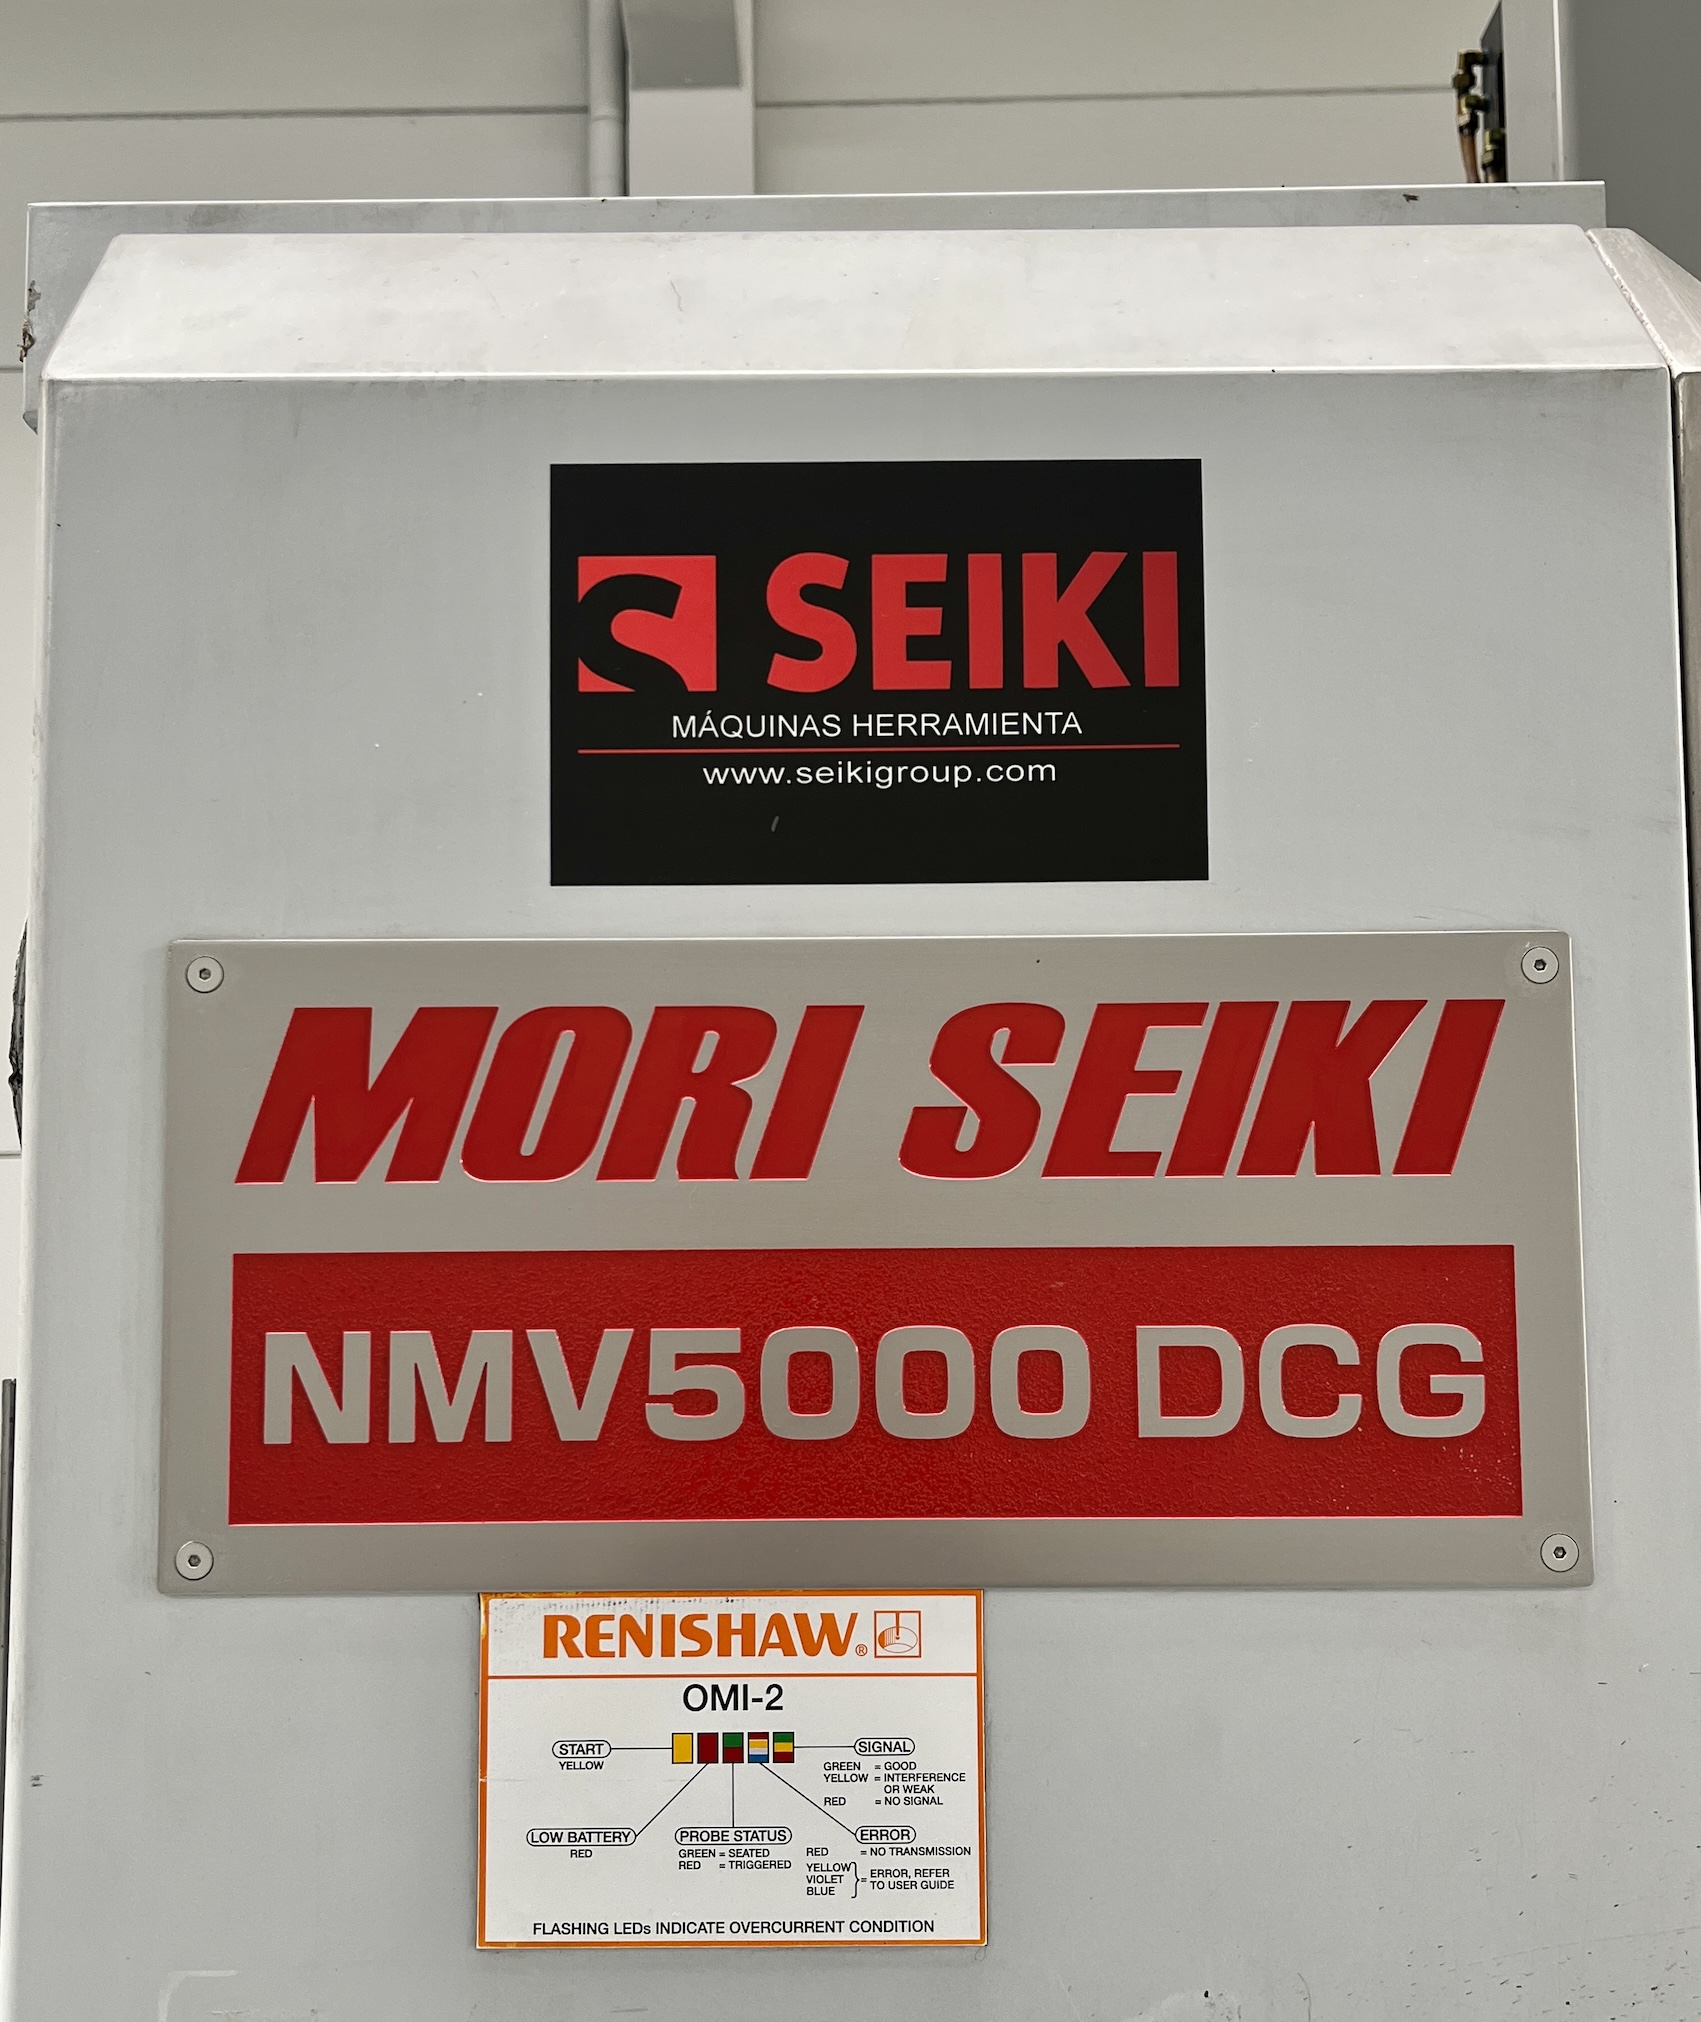 SEIKI
MÁQUINAS HERRAMIENTA
www.seikigroup.com
MORI SEIKI
NMV5000 DCG
RENISHAW®
OMI-2
START
YELLOW
SIGNAL
GREEN = GOOD
YELLOW = INTERFERENCE
OR WEAK
RED = NO SIGNAL
LOW BATTERY
RED
PROBE STATUS
GREEN = SEATED
RED = TRIGGERED
ERROR
RED = NO TRANSMISSION
YELLOW
VIOLET
BLUE
= ERROR, REFER
TO USER GUIDE
FLASHING LEDs INDICATE OVERCURRENT CONDITION